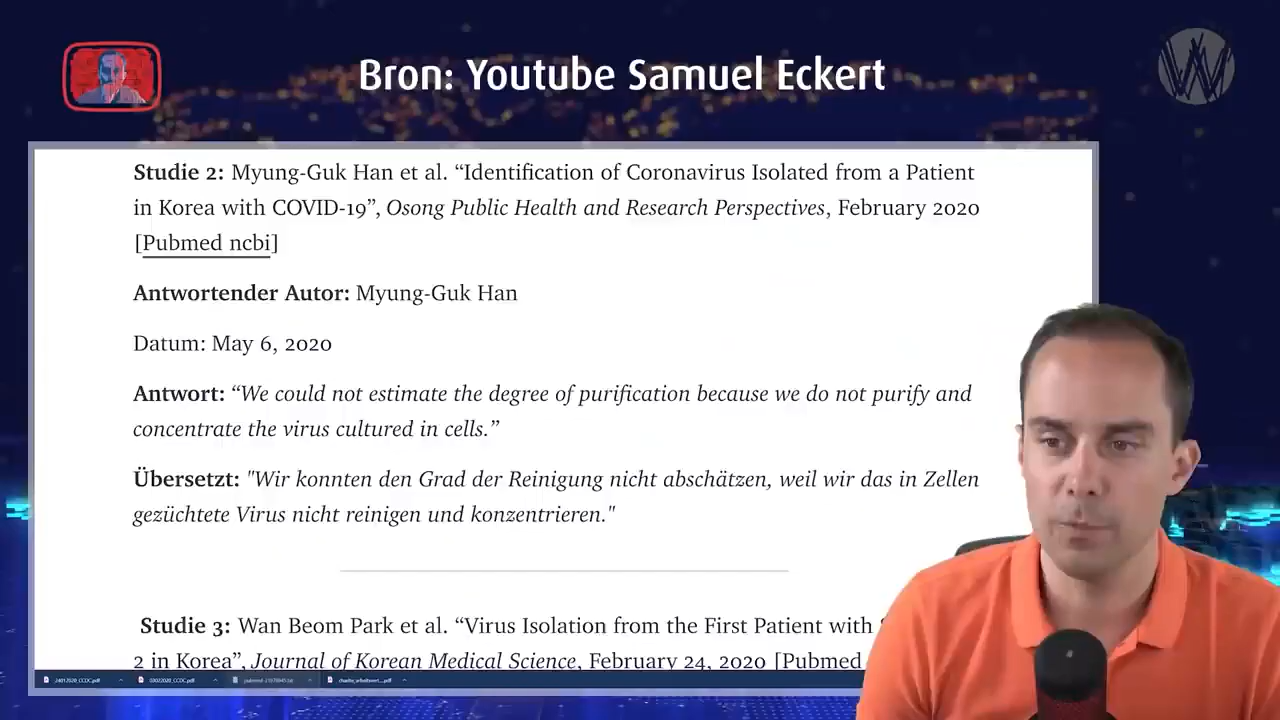 Bron: Youtube Samuel Eckert
Studie 2: Myung-Guk Han et al. “Identification of Coronavirus Isolated from a Patient
in Korea with COVID-19”, Osong Public Health and Research Perspectives, February 2020
[Pubmed ncbi]
Antwortender Autor: Myung-Guk Han
Datum: May 6, 2020
Antwort: “We could not estimate the degree of purification because we do not purify and
concentrate the virus cultured in cells.”
Übersetzt: "Wir konnten den Grad der Reinigung nicht abschätzen, weil wir das in Zellen
gezüchtete Virus nicht reinigen und konzentrieren."
Studie 3: Wan Beom Park et al. “Virus Isolation from the First Patient with
2 in Korea”, Journal of Korean Medical Science, February 24, 2020 [Pubmed